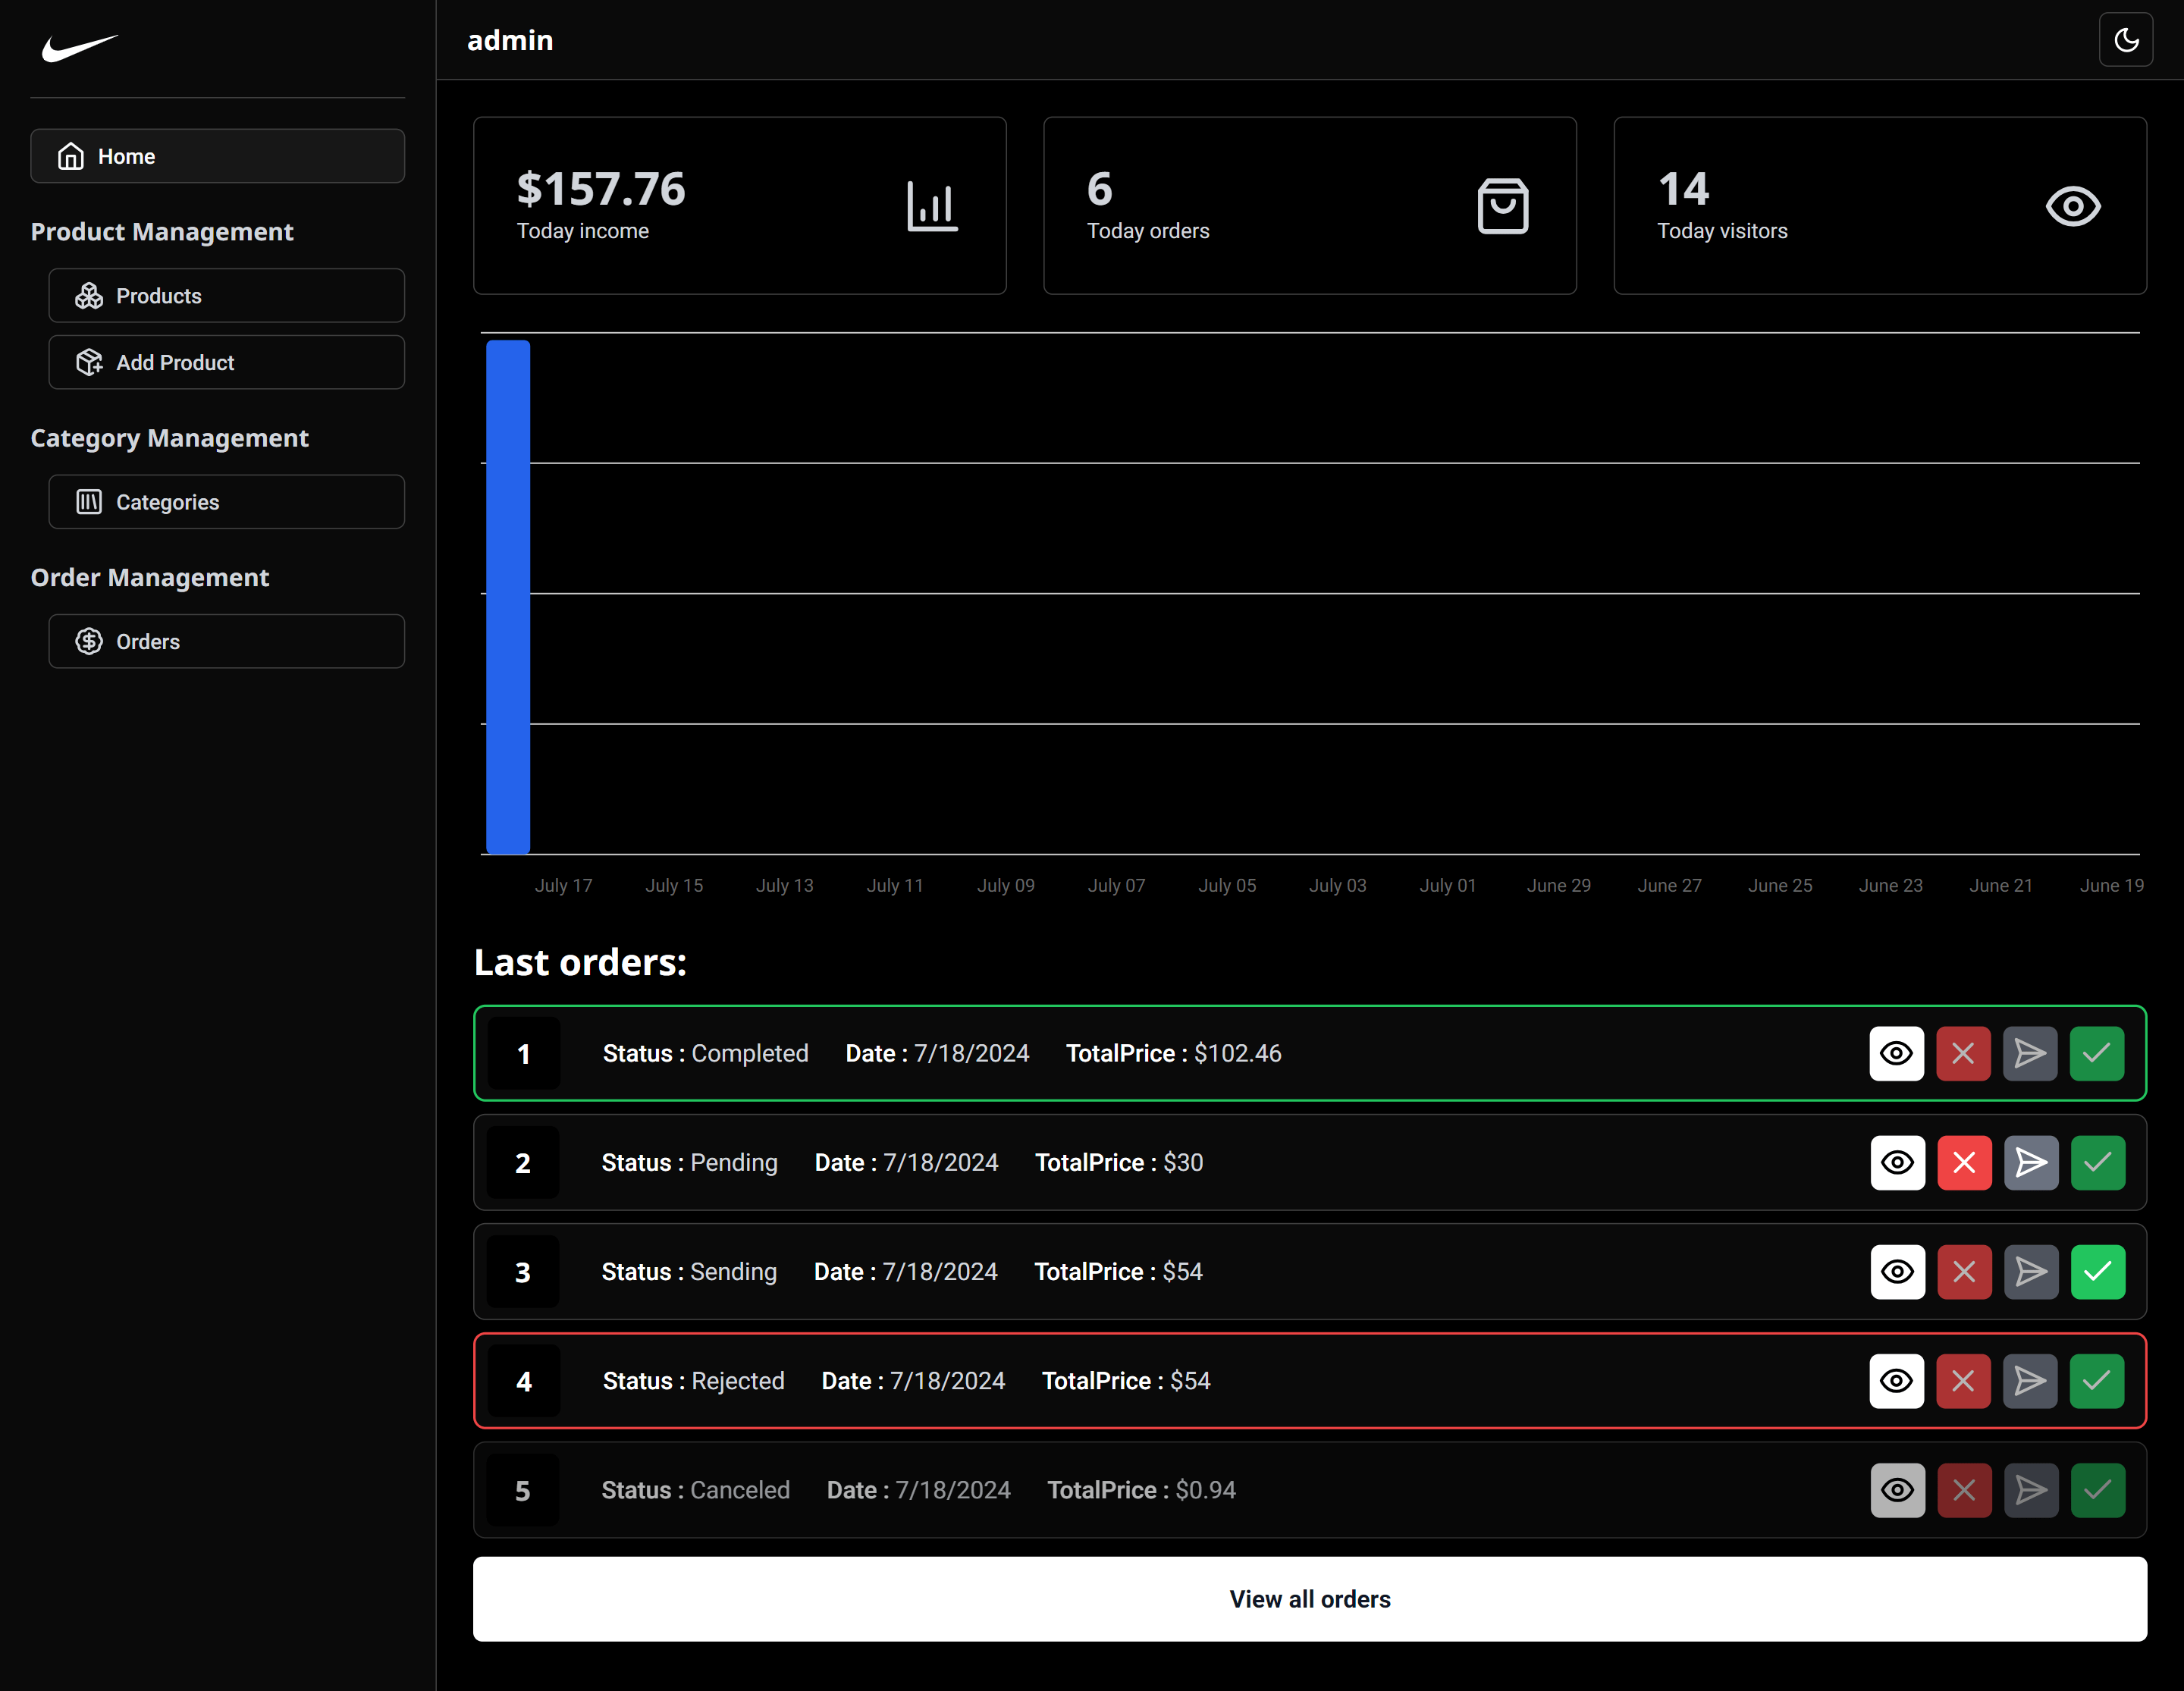 admin
Home
Product Management
Products
Add Product
Category Management
Categories
Order Management
Orders
$157.76
Today income
6
Today orders
14
Today visitors
July 17 July 15 July 13 July 11 July 09 July 07 July 05 July 03 July 01 June 29 June 27 June 25 June 23 June 21 June 19
Last orders:
1 Status : Completed Date : 7/18/2024 TotalPrice : $102.46
2 Status : Pending Date : 7/18/2024 TotalPrice : $30
3 Status : Sending Date : 7/18/2024 TotalPrice : $54
4 Status : Rejected Date : 7/18/2024 TotalPrice : $54
5 Status : Canceled Date : 7/18/2024 TotalPrice : $0.94
View all orders